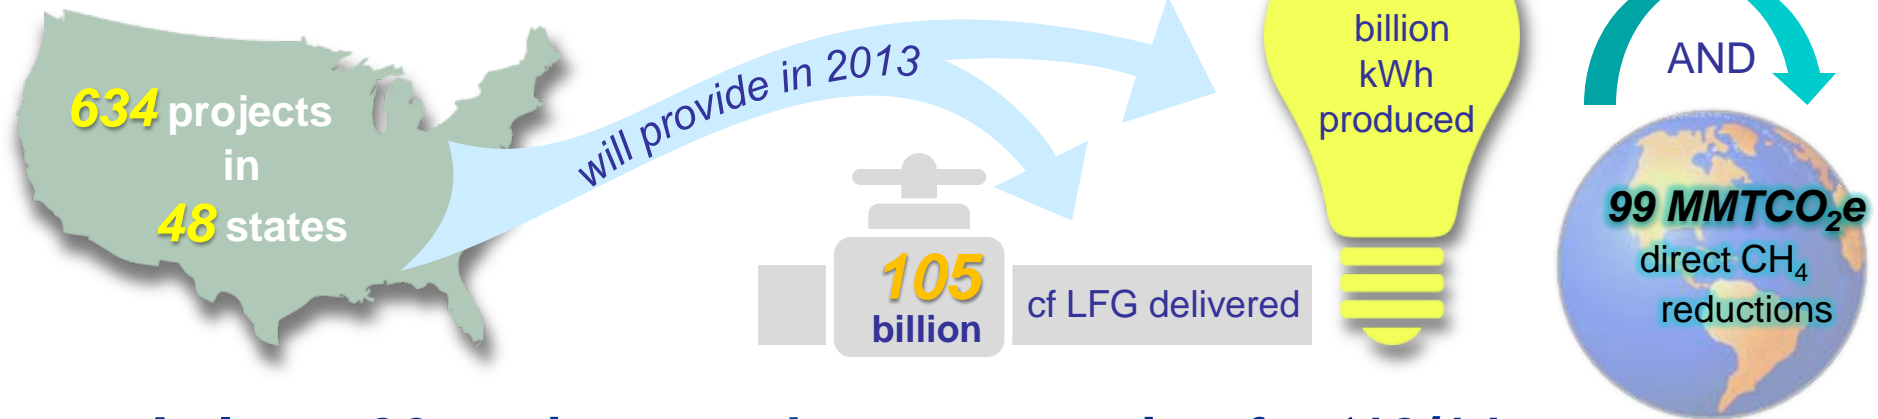 634 projects
in
48 states
will provide in 2013
105
billion
cf LFG delivered
billion
kWh
produced
AND
99 MMTCO₂e
direct CH₄
reductions